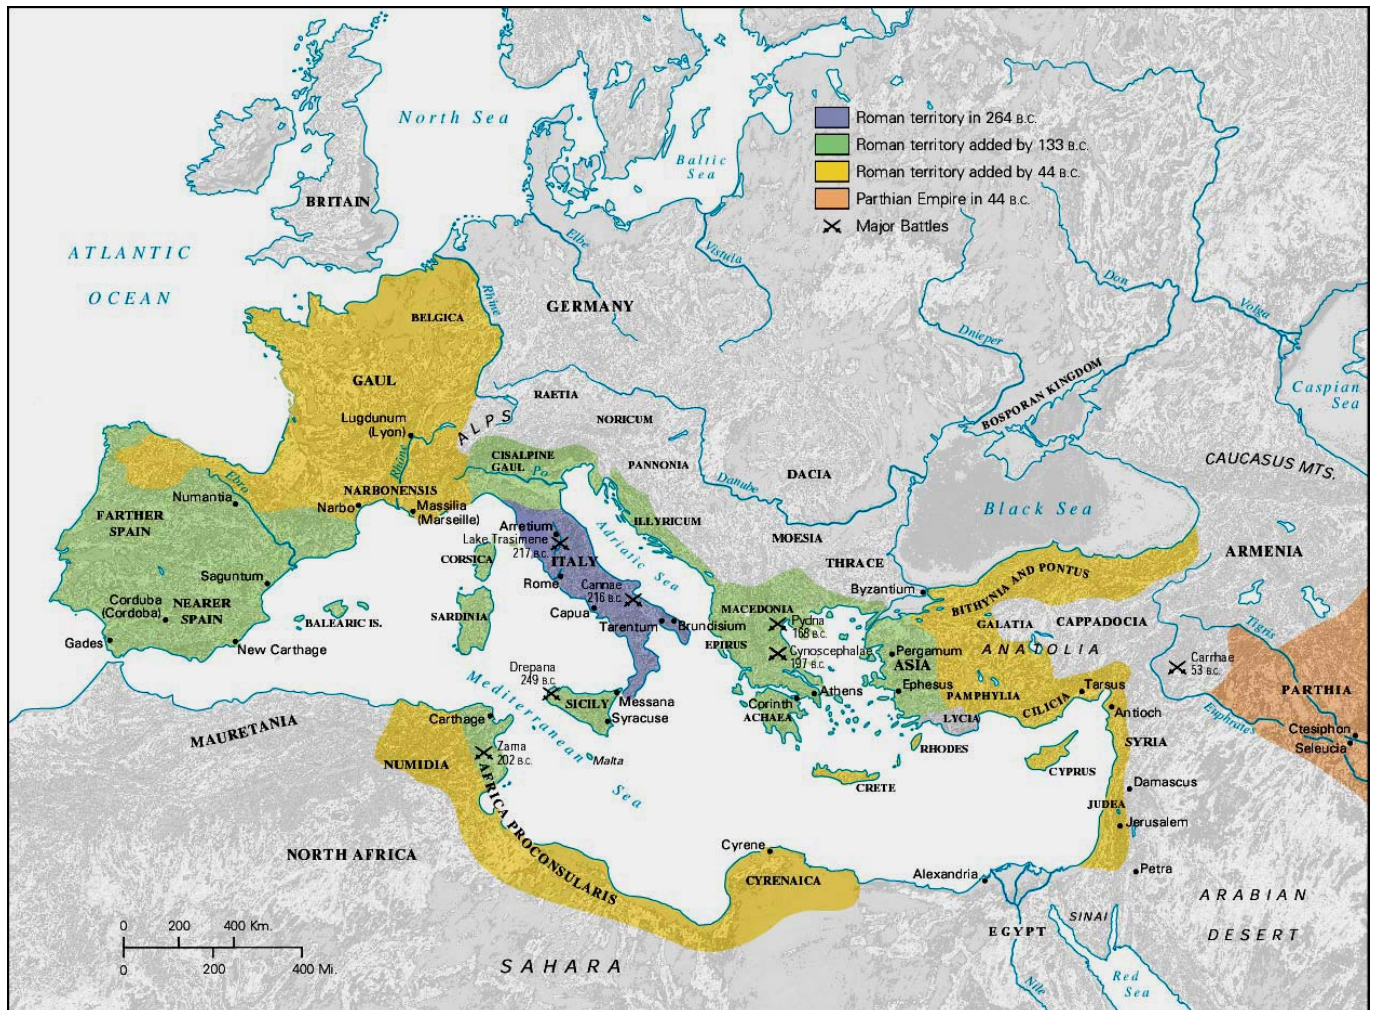 North Sea
Baltic
Sea
Roman territory in 264 B.C.
Roman territory added by 133 B.C.
Roman territory added by 44 B.C.
Parthian Empire in 44 B.C.
Major Battles
BRITAIN
ATLANTIC
OCEAN
Elbe
Vistula
Rhine
GERMANY
BELGICA
Don
Volga
Dnieper
GAUL
RAETIA
NORICUM
BOSPORAN KINGDOM
Caspian
Sea
Lugdunum
(Lyon)
ALPS
CISALPINE
GAUL
Po
PANNONIA
DACIA
Danube
CAUCASUS MTS.
Rhône
Ebro
Numantia
NARBONENSIS
Narbo
Massilia
(Marseille)
FARTHER
SPAIN
ILLYRICUM
Black Sea
MOESIA
Arretium
Lake Trasimene
217 B.C.
Adriatic Sea
CORSICA
ITALY
THRACE
ARMENIA
Saguntum
Rome
Cannae
216 B.C.
Byzantium
BITHYNIA AND PONTUS
Corduba
(Cordoba)
NEARER
SPAIN
BALEARIC IS.
SARDINIA
Capua
Tarentum
Brundisium
MACEDONIA
Pydna
168 B.C.
GALATIA
CAPPADOCIA
Tigris
Gades
New Carthage
EPIRUS
Cynoscephalae
197 B.C.
Pergamum
ASIA
ANATOLIA
Carrhae
53 B.C.
Drepana
249 B.C.
Mediterranean
Sea
SICILY
Messana
Syracuse
Athens
Corinth
ACHAEA
Ephesus
PAMPHYLIA
LYCIA
CILICIA
Tarsus
Antioch
PARTHIA
Euphrates
Ctesiphon
Seleucia
MAURETANIA
Carthage
Zama
202 B.C.
Malta
RHODES
SYRIA
NUMIDIA
CRETE
CYPRUS
Damascus
AFRICA PROCONSULARIS
JUDEA
Jerusalem
NORTH AFRICA
Cyrene
CYRENAICA
Alexandria
Petra
ARABIAN
DESERT
SINAI
EGYPT
0 200 400 Km.
0 200 400 Mi.
SAHARA
Nile
Red
Sea